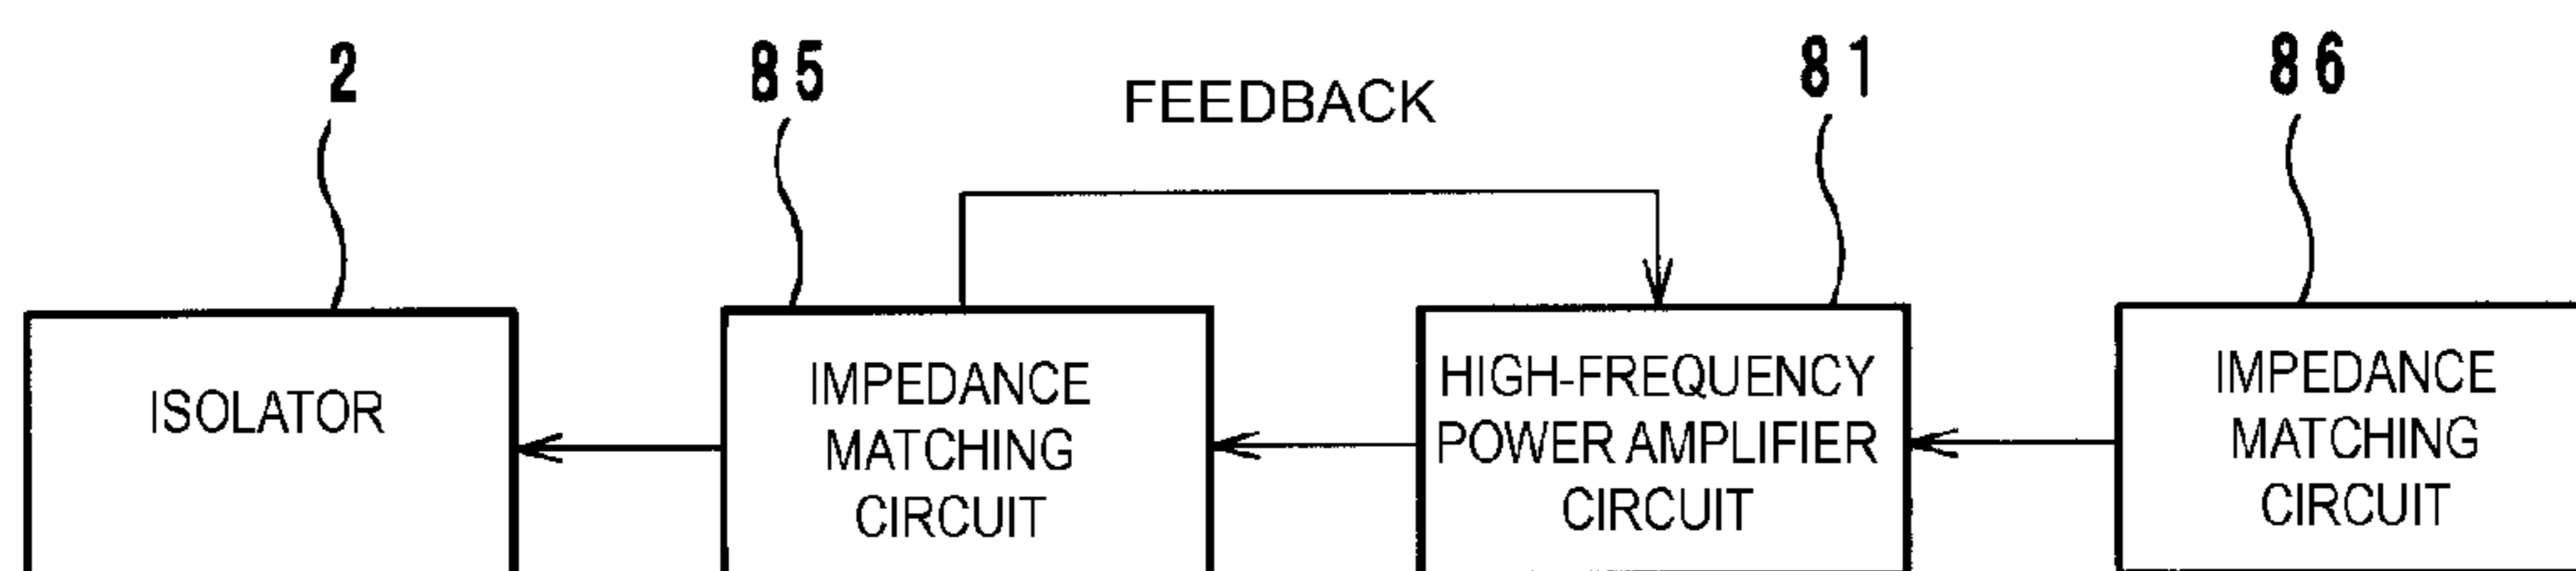 2
85
FEEDBACK
81
86
ISOLATOR
IMPEDANCE
MATCHING
CIRCUIT
HIGH-FREQUENCY
POWER AMPLIFIER
CIRCUIT
IMPEDANCE
MATCHING
CIRCUIT